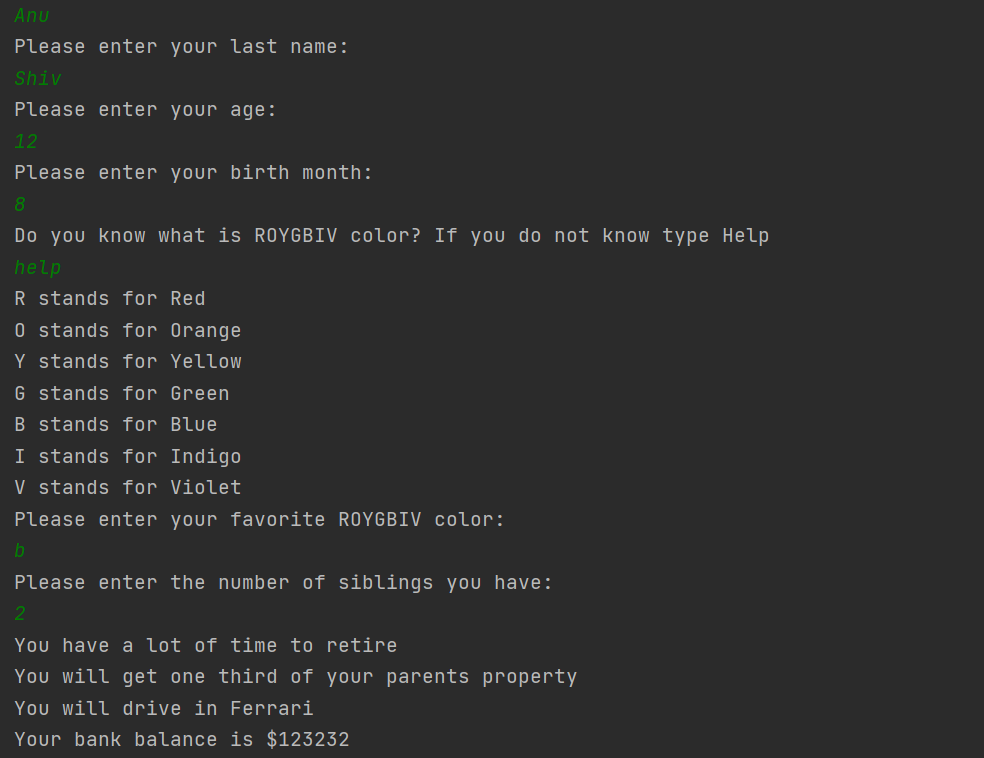 Anu
Please enter your last name:
Shiv
Please enter your age:
12
Please enter your birth month:
8
Do you know what is ROYGBIV color? If you do not know type Help
help
R stands for Red
O stands for Orange
Y stands for Yellow
G stands for Green
B stands for Blue
I stands for Indigo
V stands for Violet
Please enter your favorite ROYGBIV color:
b
Please enter the number of siblings you have:
2
You have a lot of time to retire
You will get one third of your parents property
You will drive in Ferrari
Your bank balance is $123232